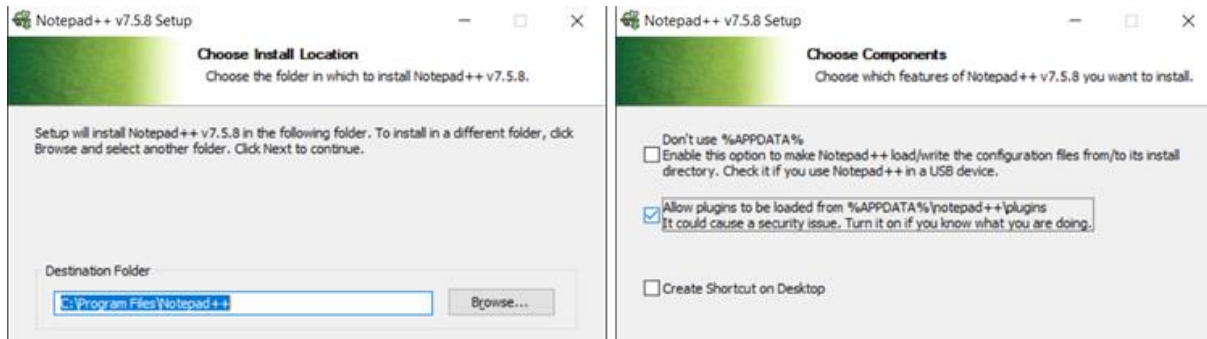 Notepad++ v7.5.8 Setup
Choose Install Location
Choose the folder in which to install Notepad++ v7.5.8.
Setup will install Notepad++ v7.5.8 in the following folder. To install in a different folder, click
Browse and select another folder. Click Next to continue.
Destination Folder
C:\Program Files\Notepad++
Browse...
Notepad++ v7.5.8 Setup
Choose Components
Choose which features of Notepad++ v7.5.8 you want to install.
Don't use %APPDATA%
Enable this option to make Notepad++ load/write the configuration files from/to its install
directory. Check it if you use Notepad++ in a USB device.
Allow plugins to be loaded from %APPDATA%\notepad++\plugins
It could cause a security issue. Turn it on if you know what you are doing.
Create Shortcut on Desktop